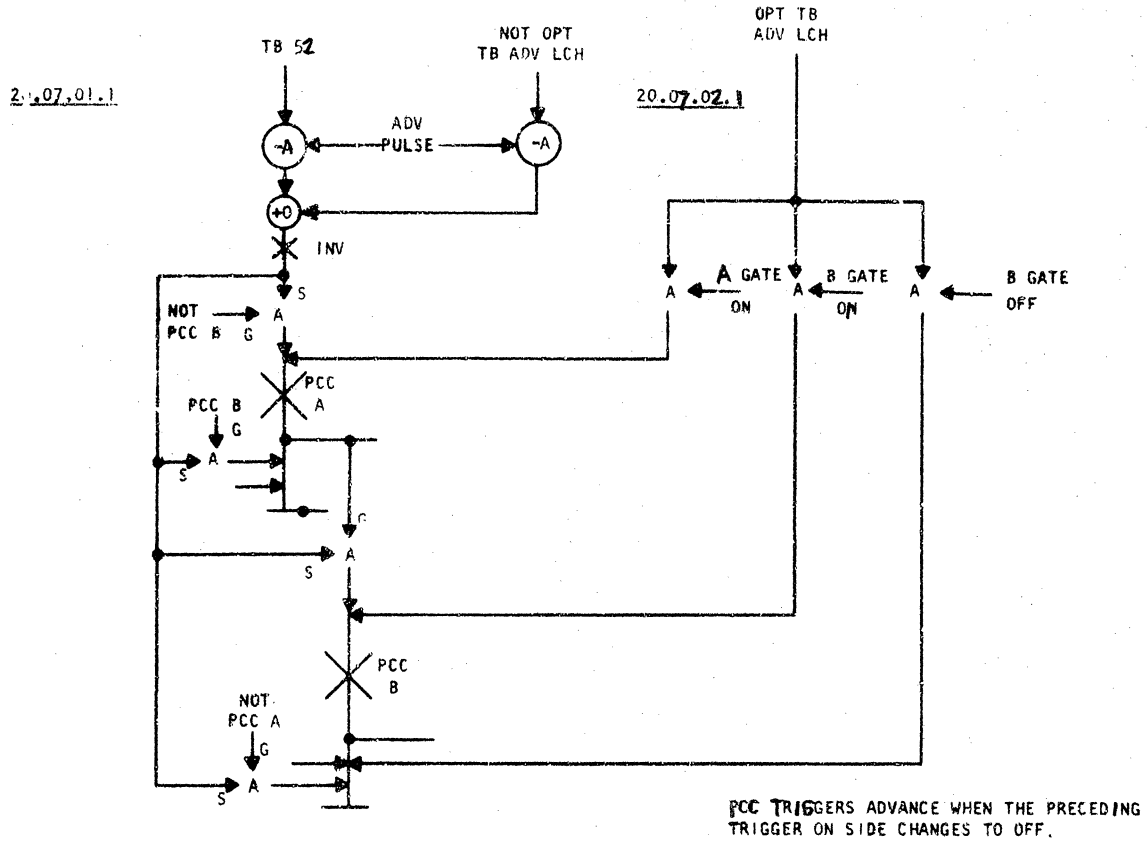 OPT TB
ADV LCH
TB 52
NOT OPT
TB ADV LCH
20.07.02.1
ADV
PULSE
-A
-A
+O
INV
S
A GATE
ON
B GATE
ON
B GATE
OFF
A
A
A
NOT
PCC B
G
A
PCC
A
PCC B
G
A
S
G
A
S
PCC
B
NOT
PCC A
G
A
S
PCC TRIGGERS ADVANCE WHEN THE PRECEDING
TRIGGER ON SIDE CHANGES TO OFF.